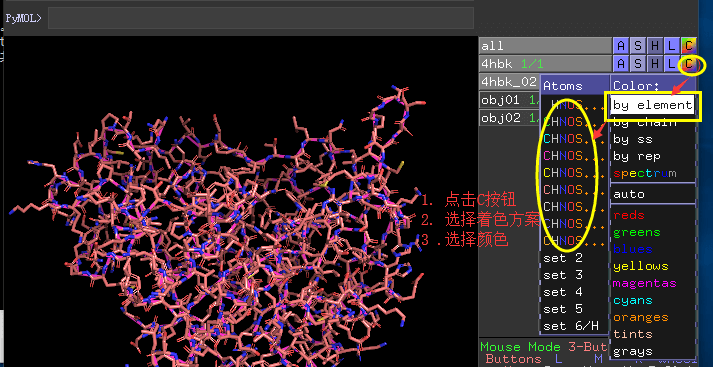 PyMOL>
all A S H L C
4hbk 1/1 A S H L C
4hbk_02
obj01 1/
obj02 1/
Atoms
HNOS...
CHNOS...
CHNOS...
CHNOS...
CHNOS...
CHNOS...
CHNOS...
CHNOS...
CHNOS...
set 2
set 3
set 4
set 5
set 6/H
Color:
by element
by chain
by ss
by rep
spectrum
auto
reds
greens
blues
yellows
magentas
cyans
oranges
tints
grays
1. 点击C按钮
2. 选择着色方案
3 .选择颜色
Mouse Mode 3-But
Buttons L M R Wheel